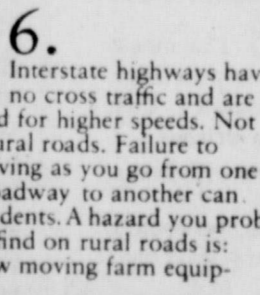 6.
Interstate highways hav
no cross traffic and are
d for higher speeds. Not
ural roads. Failure to
ving as you go from one
adway to another can
dents. A hazard you prob
find on rural roads is:
w moving farm equip-